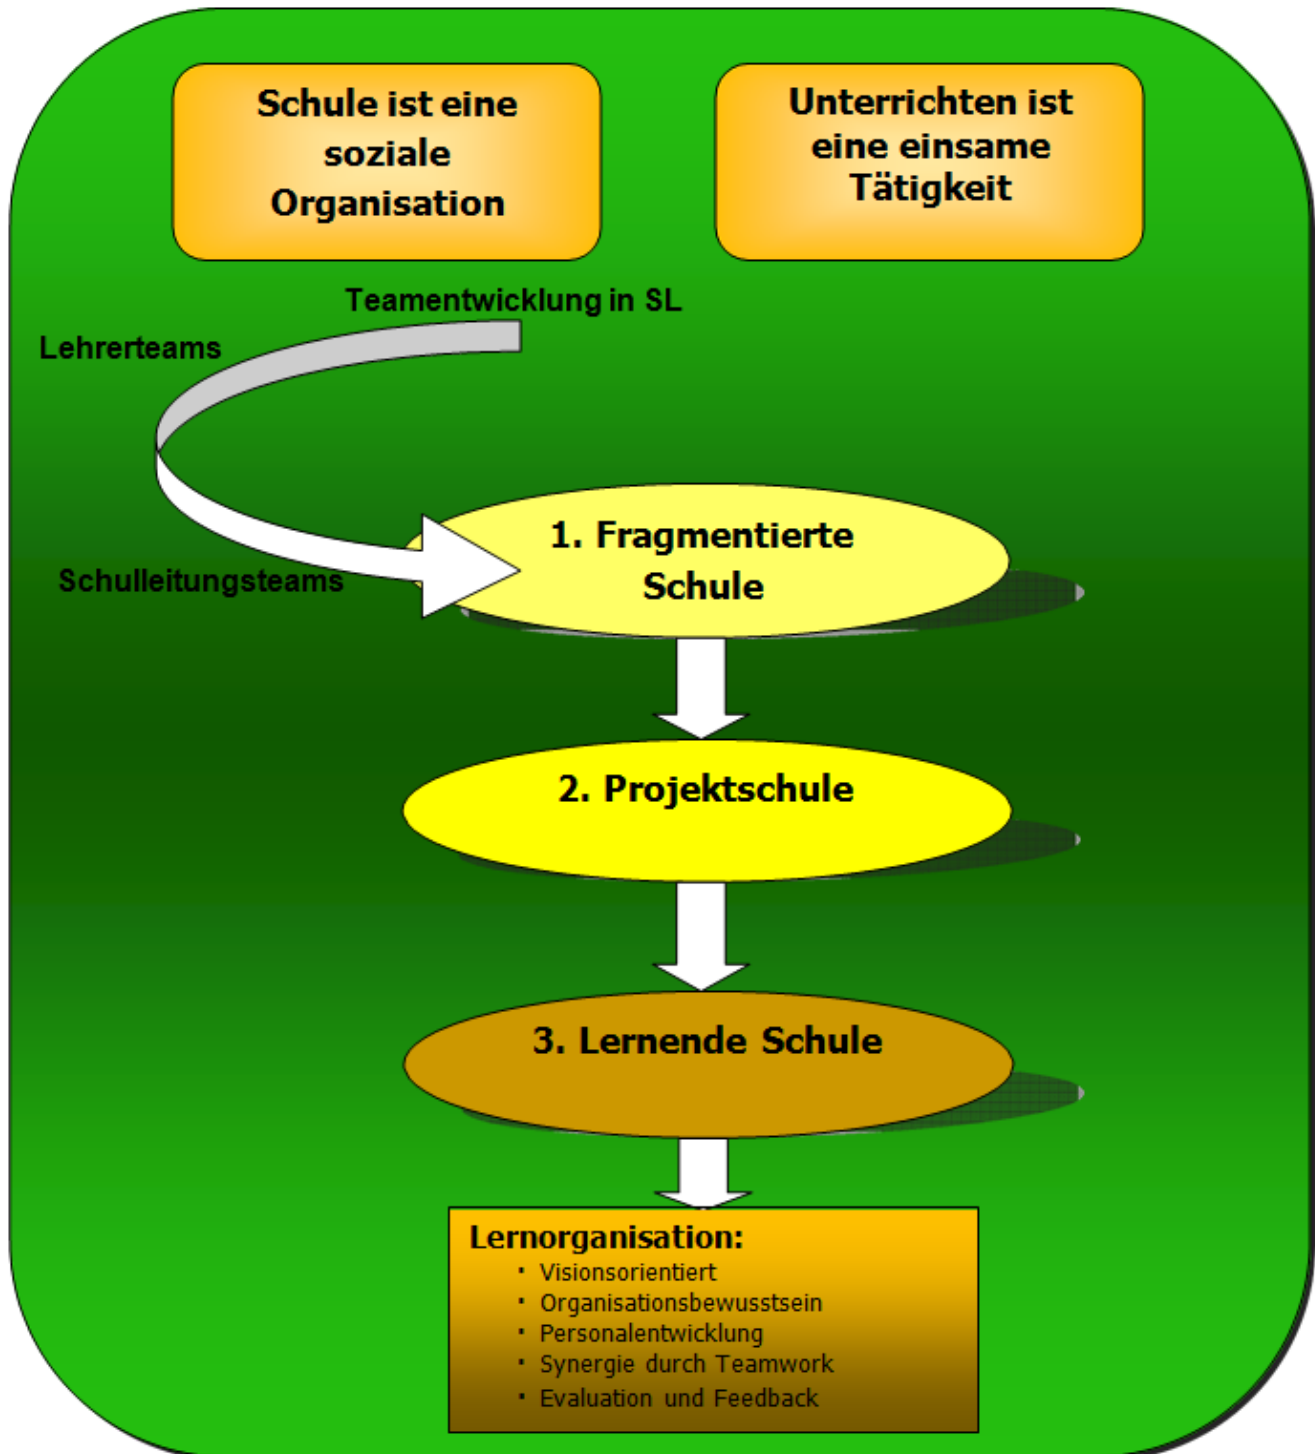 Schule ist eine
soziale
Organisation
Unterrichten ist
eine einsame
Tätigkeit
Teamentwicklung in SL
Lehrerteams
Schulleitungsteams
1. Fragmentierte
Schule
2. Projektschule
3. Lernende Schule
Lernorganisation:
· Visionsorientiert
· Organisationsbewusstsein
· Personalentwicklung
· Synergie durch Teamwork
· Evaluation und Feedback